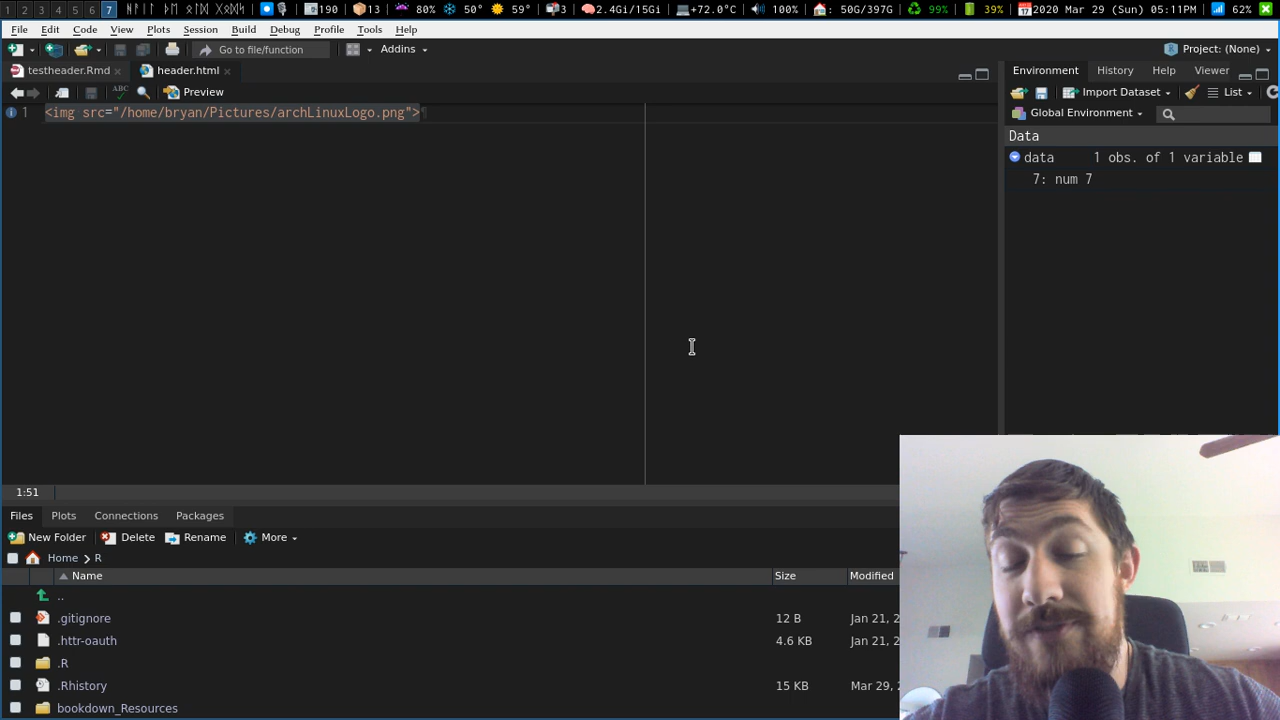 1 2 3 4 5 6 7 190 13 80% 50° 59° 3 2.4Gi/15Gi +72.0°C 100% : 50G/397G 99% 39% 2020 Mar 29 (Sun) 05:11PM 62%
File Edit Code View Plots Session Build Debug Profile Tools Help
Go to file/function Addins Project: (None)
testheader.Rmd header.html
Environment History Help Viewer
ABC Preview
Import Dataset List
1 <img src="/home/bryan/Pictures/archLinuxLogo.png">¶
Global Environment
Data
data 1 obs. of 1 variable
7: num 7
1:51
Files Plots Connections Packages
New Folder Delete Rename More
Home R
Name Size Modified
..
.gitignore 12 B Jan 21, 2
.httr-oauth 4.6 KB Jan 21, 2
.R
.Rhistory 15 KB Mar 29, 2
bookdown_Resources